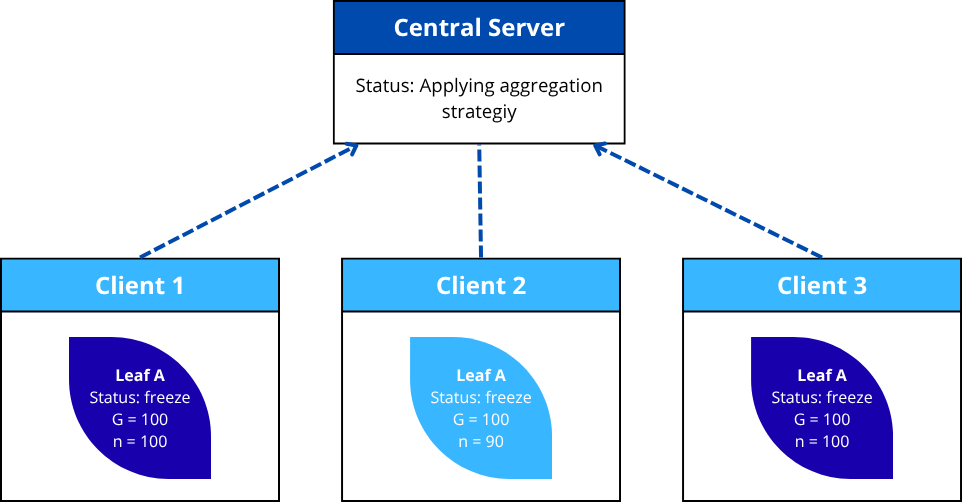 Central Server
Status: Applying aggregation
strategiy
Client 1
Leaf A
Status: freeze
G = 100
n = 100
Client 2
Leaf A
Status: freeze
G = 100
n = 90
Client 3
Leaf A
Status: freeze
G = 100
n = 100